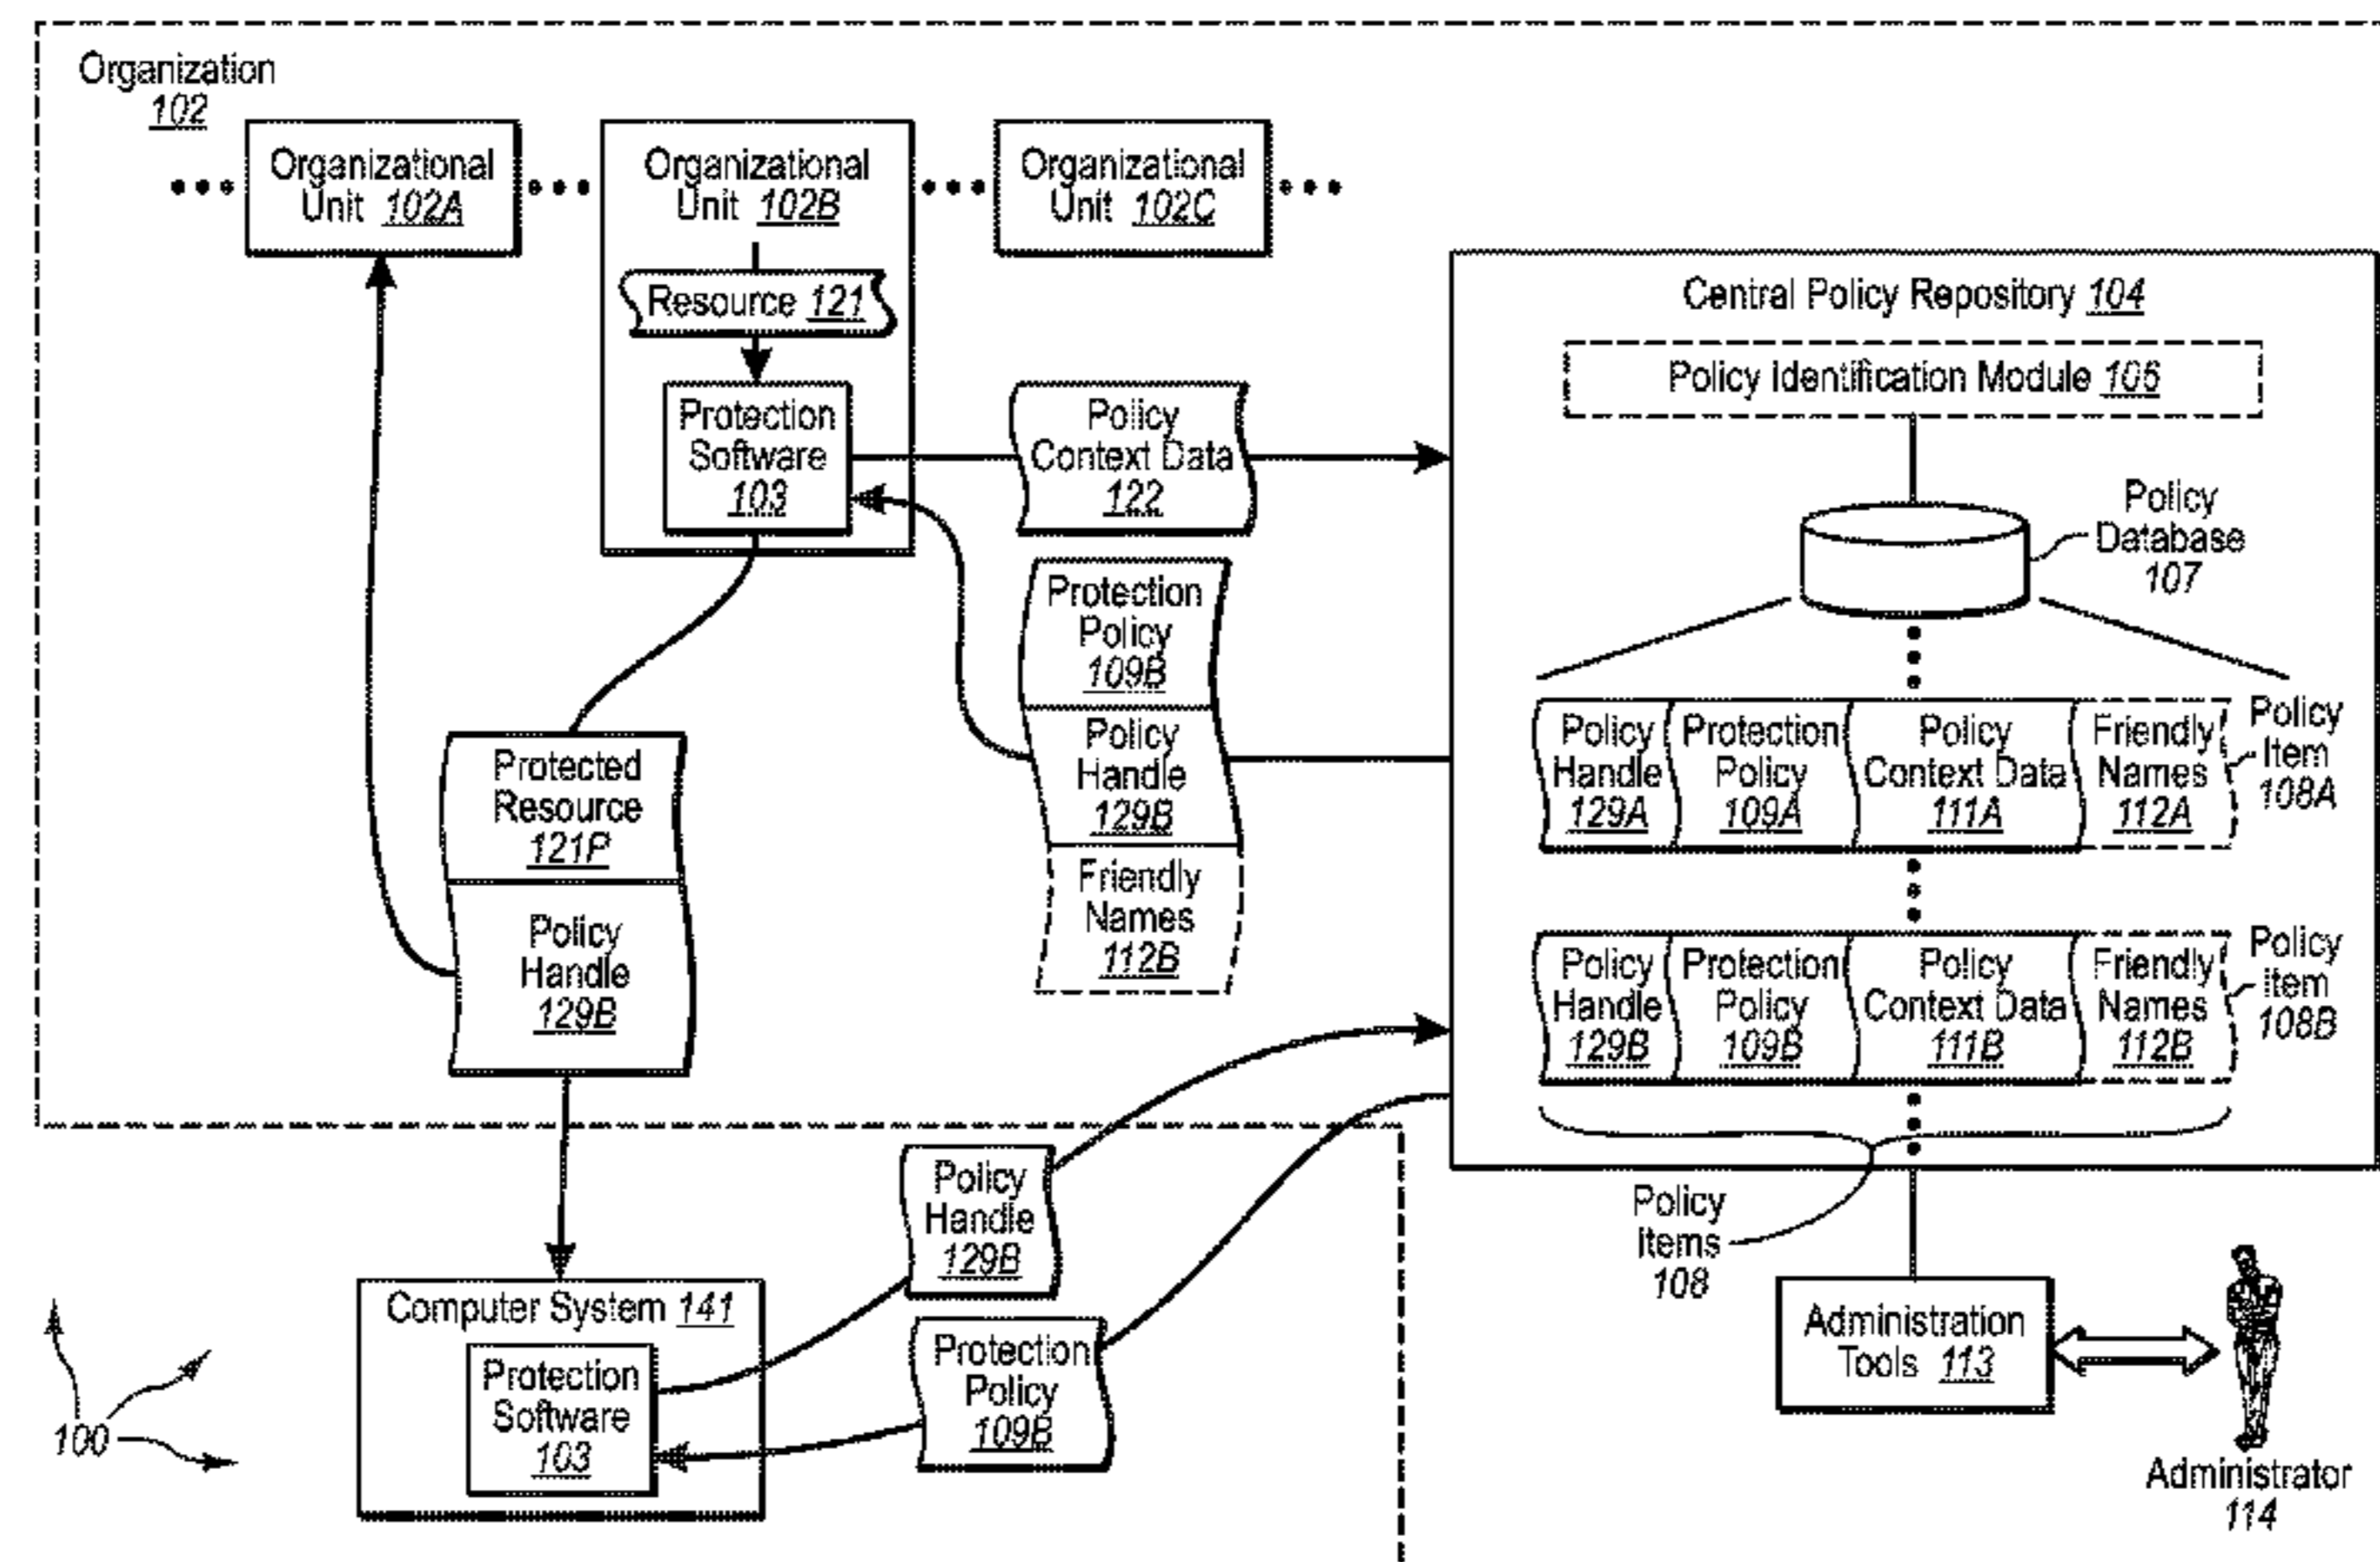 Organization
102
Organizational
Unit 102A
Organizational
Unit 102B
Organizational
Unit 102C
Resource 121
Protection
Software
103
Policy
Context Data
122
Protection
Policy
109B
Policy
Handle
129B
Friendly
Names
112B
Protected
Resource
121P
Policy
Handle
129B
Central Policy Repository 104
Policy Identification Module 106
Policy
Database
107
Policy
Handle
129A
Protection
Policy
109A
Policy
Context Data
111A
Friendly
Names
112A
Policy
Item
108A
Policy
Handle
129B
Protection
Policy
109B
Policy
Context Data
111B
Friendly
Names
112B
Policy
Item
108B
Policy
Items
108
Policy
Handle
129B
Protection
Policy
109B
Computer System 141
Protection
Software
103
Administration
Tools 113
Administrator
114
100